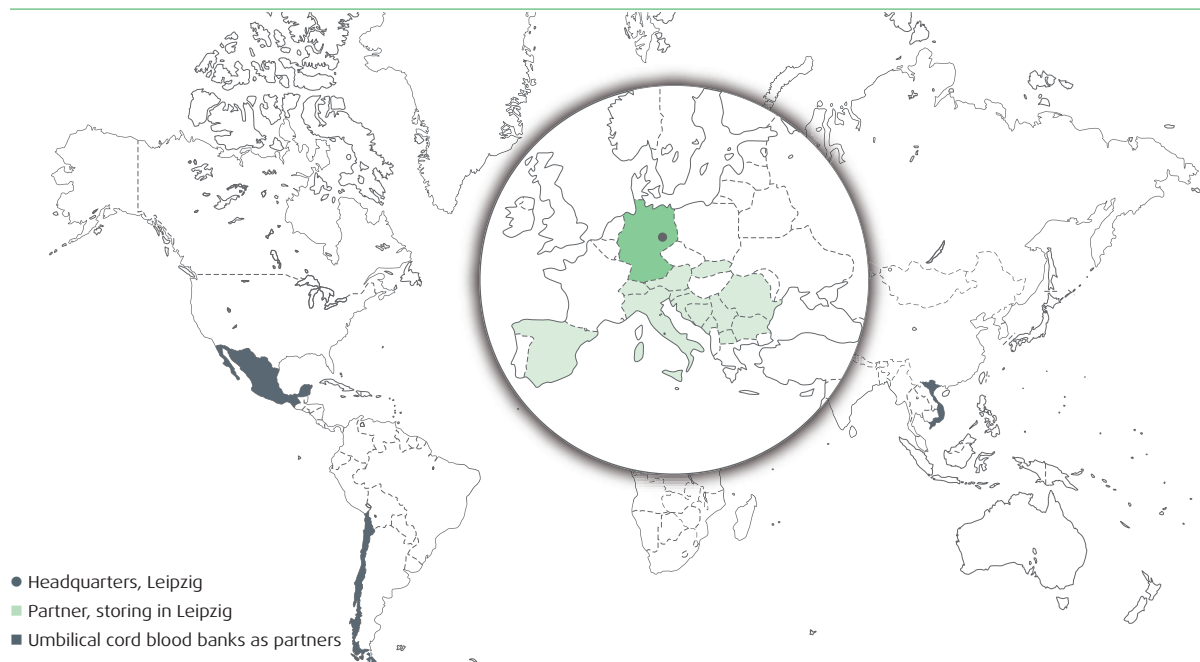 Headquarters, Leipzig
Partner, storing in Leipzig
Umbilical cord blood banks as partners